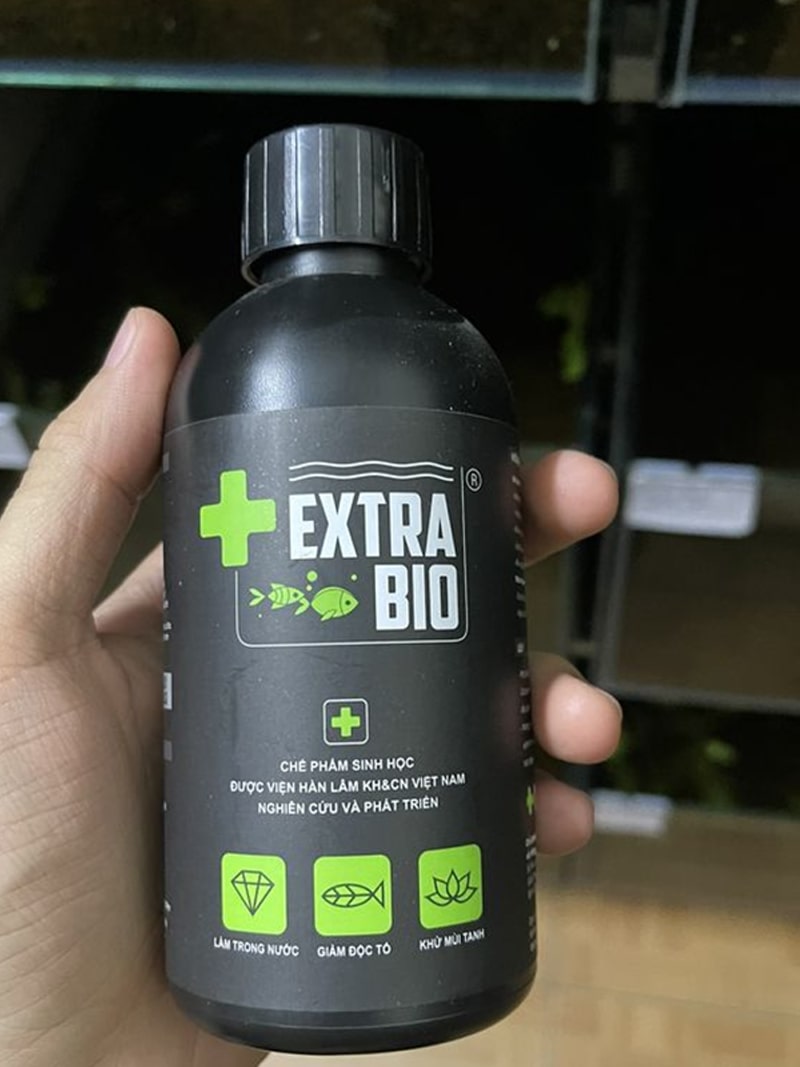 EXTRA
BIO
®
CHẾ PHẨM SINH HỌC
ĐƯỢC VIỆN HÀN LÂM KH&CN VIỆT NAM
NGHIÊN CỨU VÀ PHÁT TRIỂN
LÀM TRONG NƯỚC
GIẢM ĐỘC TỐ
KHỬ MÙI TANH